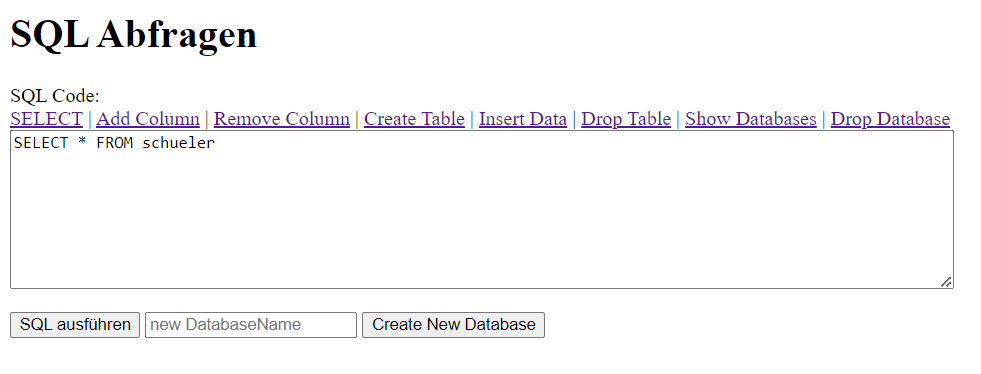 SQL Abfragen
SQL Code:
SELECT | Add Column | Remove Column | Create Table | Insert Data | Drop Table | Show Databases | Drop Database
SELECT * FROM schueler
SQL ausführen new DatabaseName Create New Database